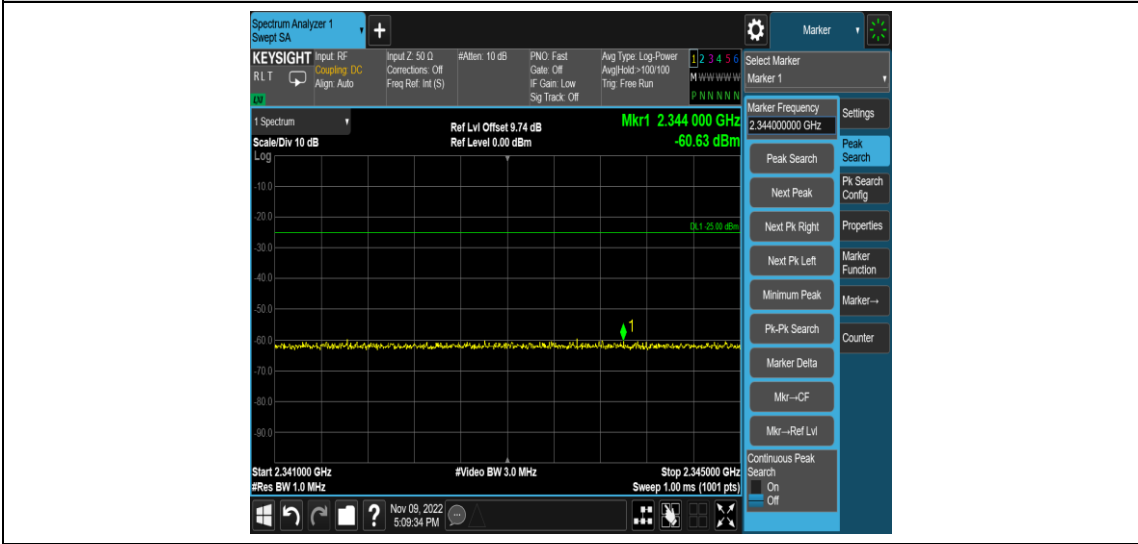 Spectrum Analyzer 1
Swept SA
+
Marker
KEYSIGHT
R L T
LXI
Input: RF
Coupling: DC
Align: Auto
Input Z: 50 Ω
Corrections: Off
Freq Ref: Int (S)
#Atten: 10 dB
PNO: Fast
Gate: Off
IF Gain: Low
Sig Track: Off
Avg Type: Log-Power
Avg|Hold:>100/100
Trig: Free Run
1 2 3 4 5 6
M W W W W W
P N N N N N
Select Marker
Marker 1
1 Spectrum
Scale/Div 10 dB
Log
Ref Lvl Offset 9.74 dB
Ref Level 0.00 dBm
Mkr1 2.344 000 GHz
-60.63 dBm
-10.0
-20.0
DL1 -25.00 dBm
-30.0
-40.0
-50.0
1
-60.0
-70.0
-80.0
-90.0
Start 2.341000 GHz
#Video BW 3.0 MHz
Stop 2.345000 GHz
#Res BW 1.0 MHz
Sweep 1.00 ms (1001 pts)
Marker Frequency
2.344000000 GHz
Peak Search
Next Peak
Next Pk Right
Next Pk Left
Minimum Peak
Pk-Pk Search
Marker Delta
Mkr→CF
Mkr→Ref Lvl
Continuous Peak
Search
On
Off
Settings
Peak
Search
Pk Search
Config
Properties
Marker
Function
Marker→
Counter
?
Nov 09, 2022
5:09:34 PM